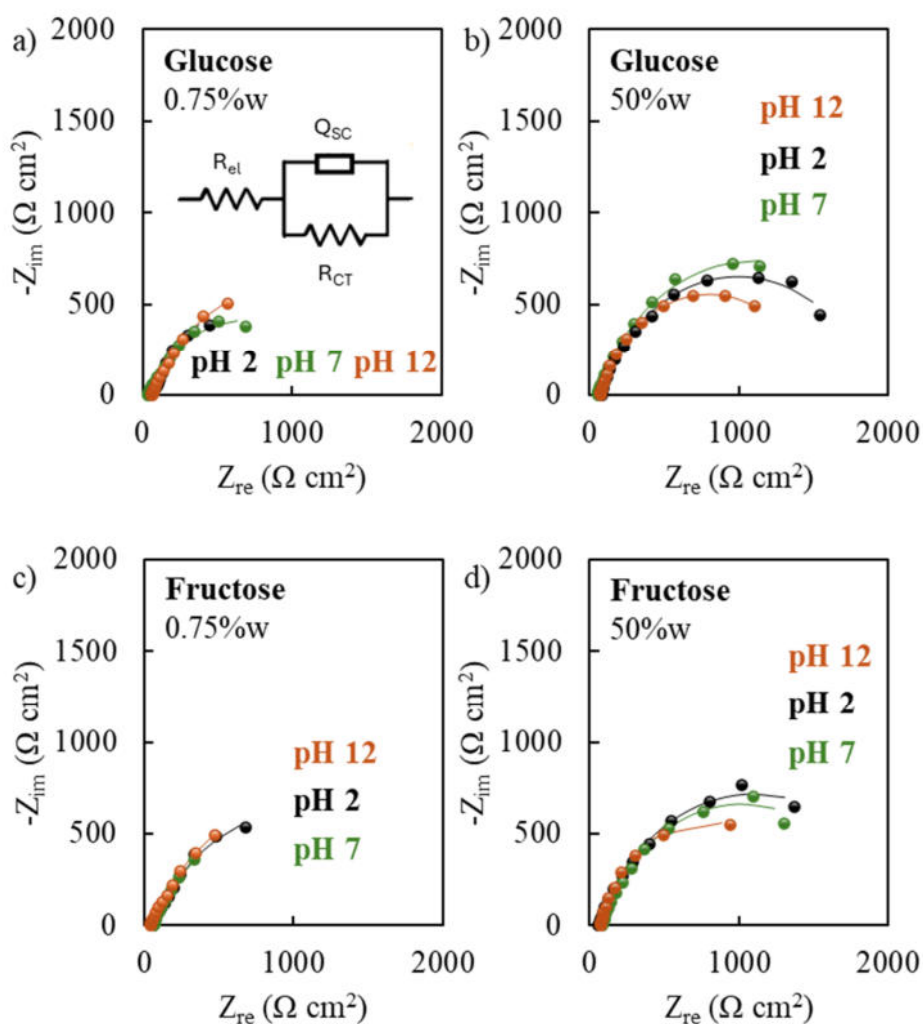 a)
2000
1500
1000
500
0
-Z_im (Ω cm²)
Glucose
0.75%w
Q_SC
R_el
R_CT
pH 2 pH 7 pH 12
0 1000 2000
Z_re (Ω cm²)
b)
2000
1500
1000
500
0
-Z_im (Ω cm²)
Glucose
50%w
pH 12
pH 2
pH 7
0 1000 2000
Z_re (Ω cm²)
c)
2000
1500
1000
500
0
-Z_im (Ω cm²)
Fructose
0.75%w
pH 12
pH 2
pH 7
0 1000 2000
Z_re (Ω cm²)
d)
2000
1500
1000
500
0
-Z_im (Ω cm²)
Fructose
50%w
pH 12
pH 2
pH 7
0 1000 2000
Z_re (Ω cm²)